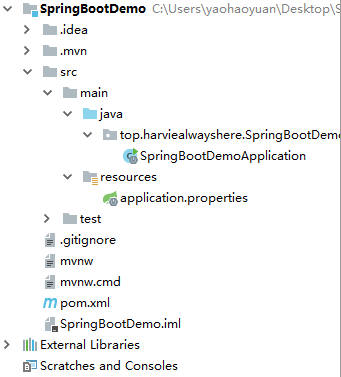 SpringBootDemo C:\Users\yaohaoyuan\Desktop\S
.idea
.mvn
src
main
java
top.harviealwayshere.SpringBootDemo
SpringBootDemoApplication
resources
application.properties
test
.gitignore
mvnw
mvnw.cmd
pom.xml
SpringBootDemo.iml
External Libraries
Scratches and Consoles